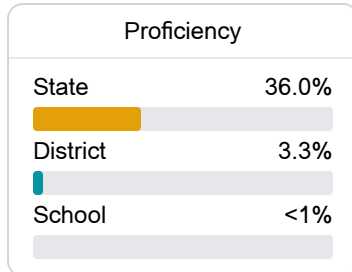 Proficiency
State 36.0%
District 3.3%
School <1%